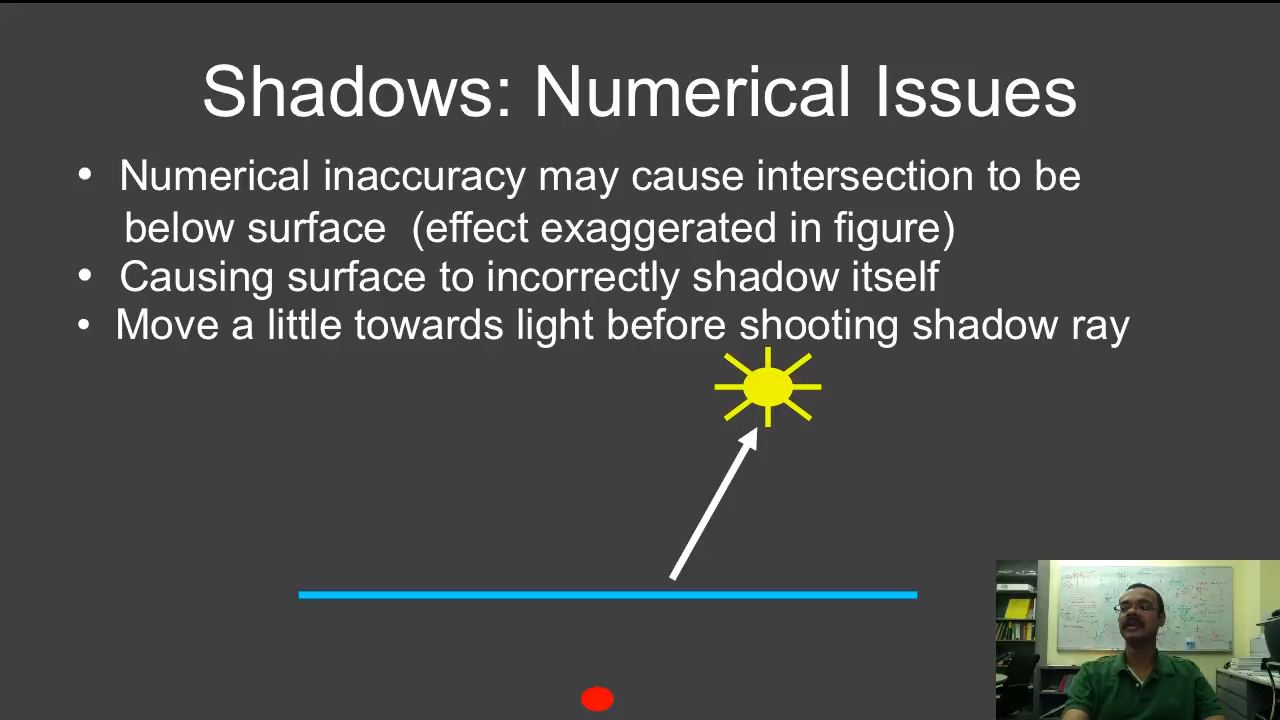 Shadows: Numerical Issues
• Numerical inaccuracy may cause intersection to be
below surface (effect exaggerated in figure)
• Causing surface to incorrectly shadow itself
• Move a little towards light before shooting shadow ray